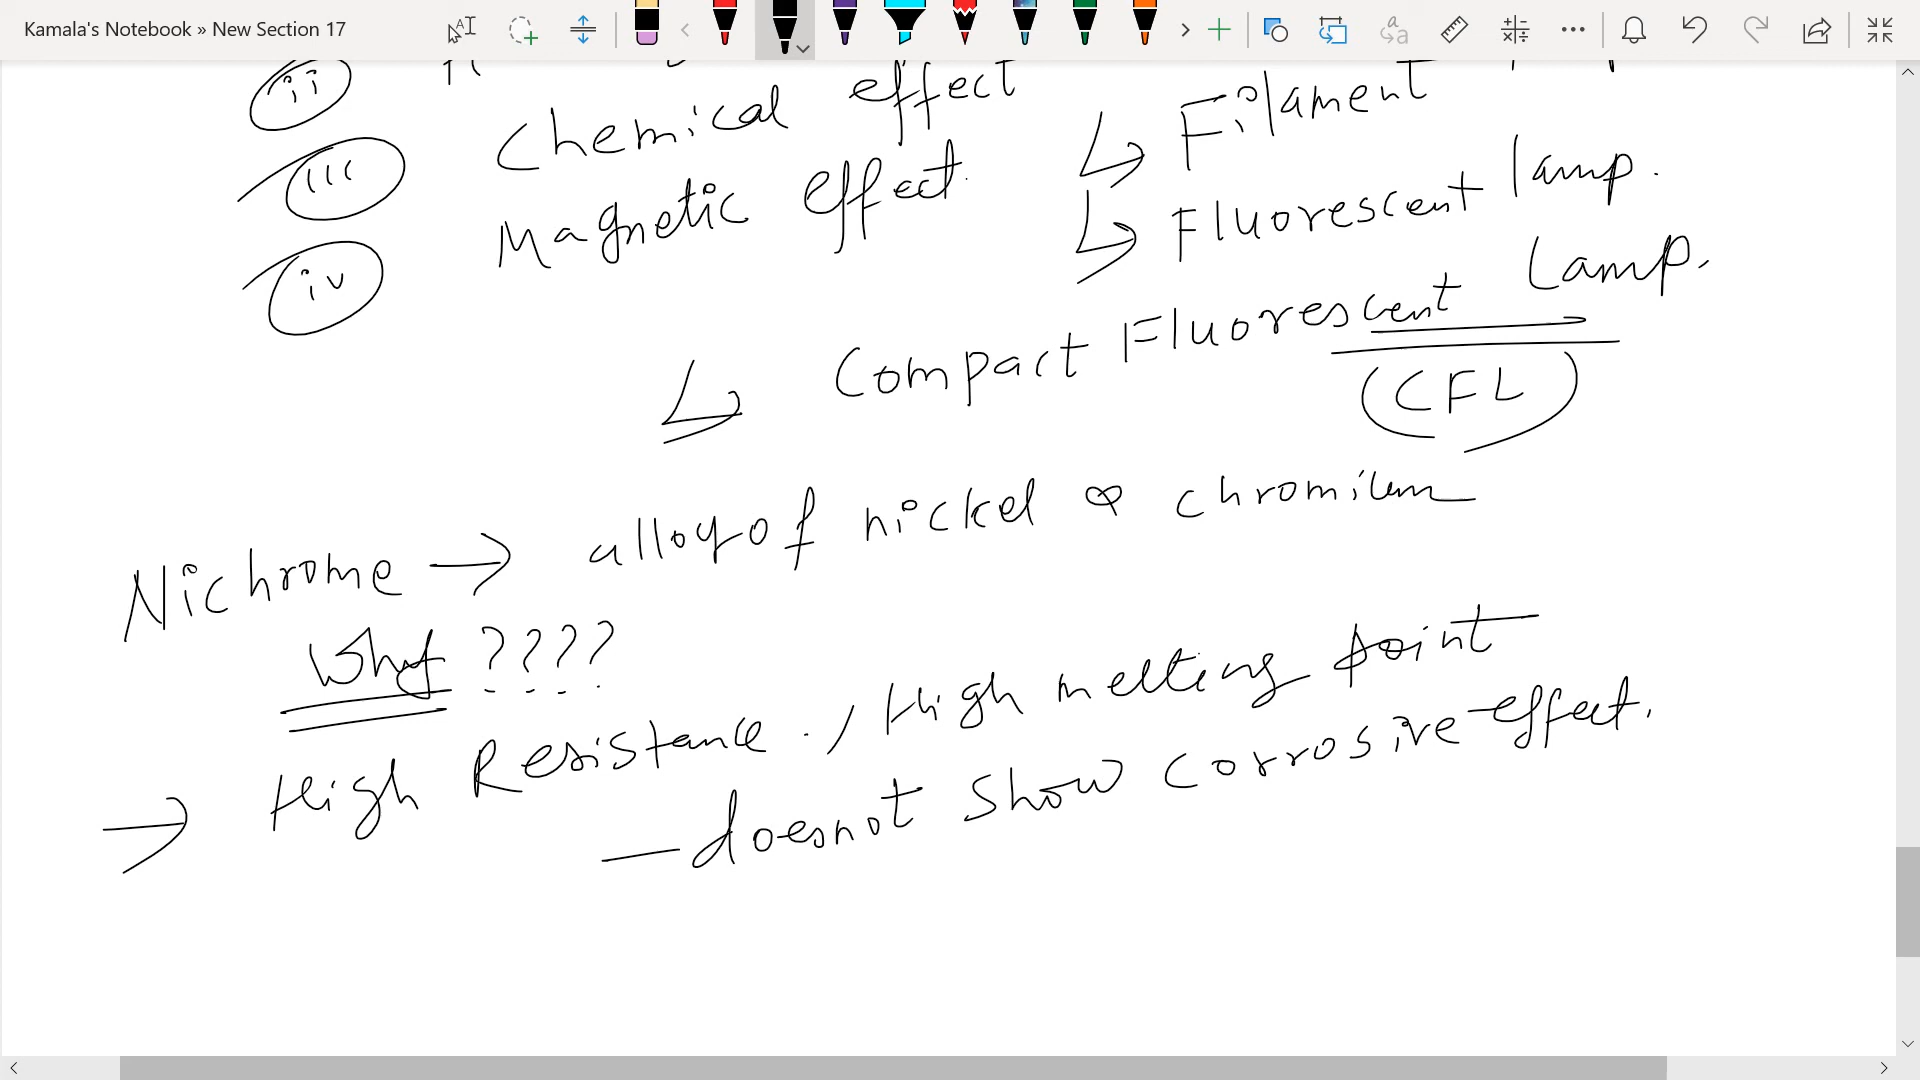 Kamala's Notebook » New Section 17
ii
iii Chemical effect
iv Magnetic effect.
↳ Filament
↳ Fluorescent lamp.
↳ Compact Fluorescent Lamp.
(CFL)
Nichrome → alloy of nickel & chromium
Why ????
→ High Resistance., High melting point
— doesnot show corrosive effect.